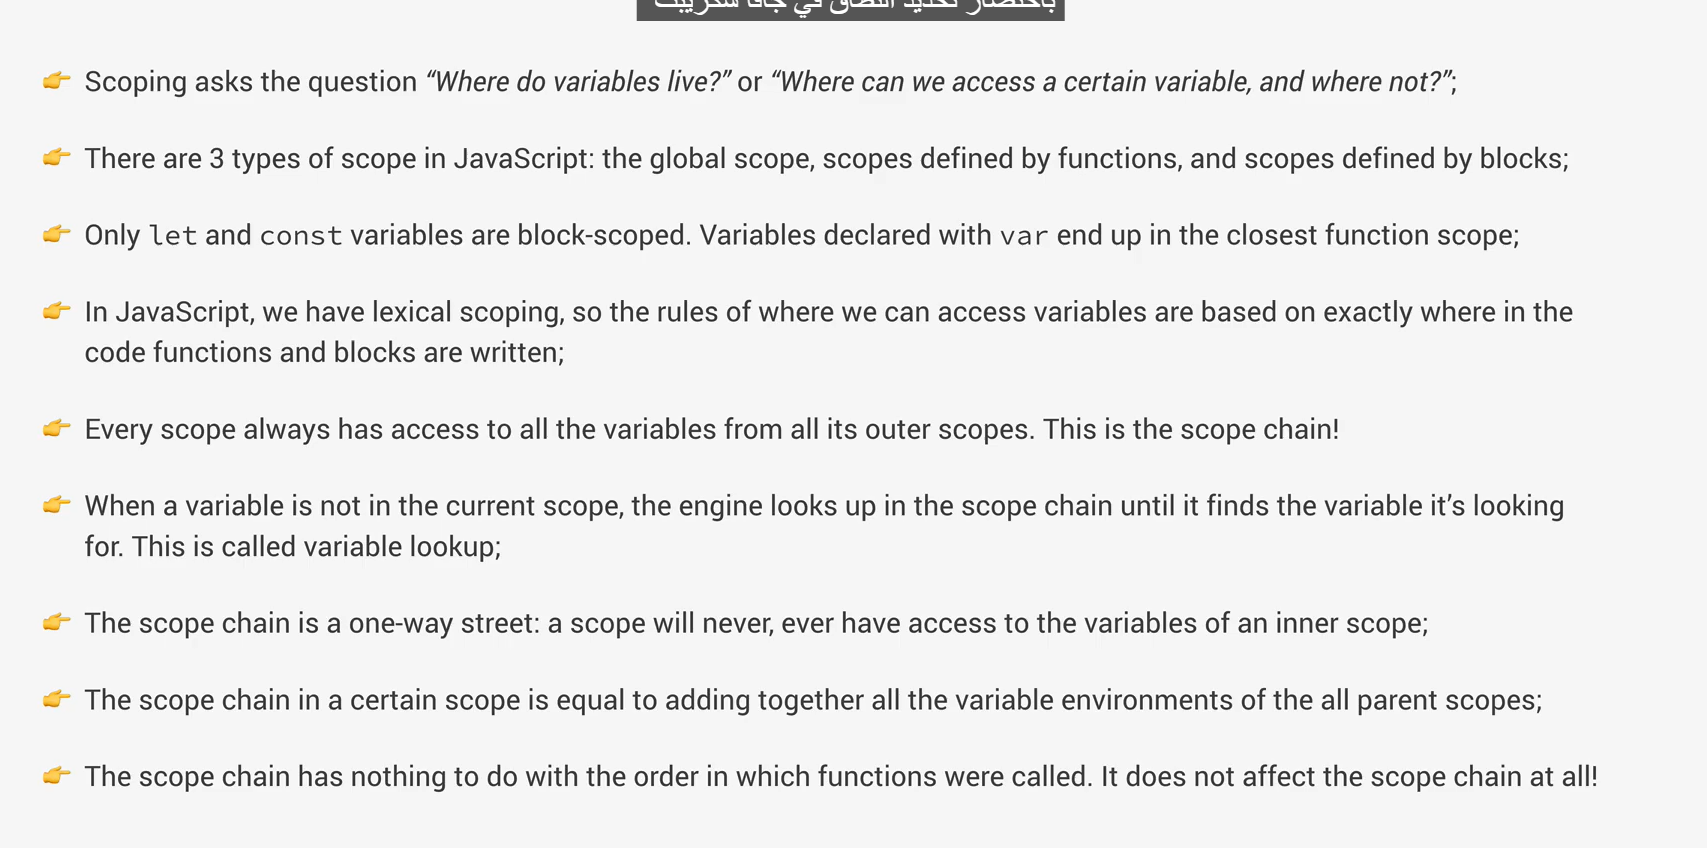 باختصار تحديد النطاق في جافا سكريبت
👉 Scoping asks the question “Where do variables live?” or “Where can we access a certain variable, and where not?”;
👉 There are 3 types of scope in JavaScript: the global scope, scopes defined by functions, and scopes defined by blocks;
👉 Only let and const variables are block-scoped. Variables declared with var end up in the closest function scope;
👉 In JavaScript, we have lexical scoping, so the rules of where we can access variables are based on exactly where in the
code functions and blocks are written;
👉 Every scope always has access to all the variables from all its outer scopes. This is the scope chain!
👉 When a variable is not in the current scope, the engine looks up in the scope chain until it finds the variable it’s looking
for. This is called variable lookup;
👉 The scope chain is a one-way street: a scope will never, ever have access to the variables of an inner scope;
👉 The scope chain in a certain scope is equal to adding together all the variable environments of the all parent scopes;
👉 The scope chain has nothing to do with the order in which functions were called. It does not affect the scope chain at all!